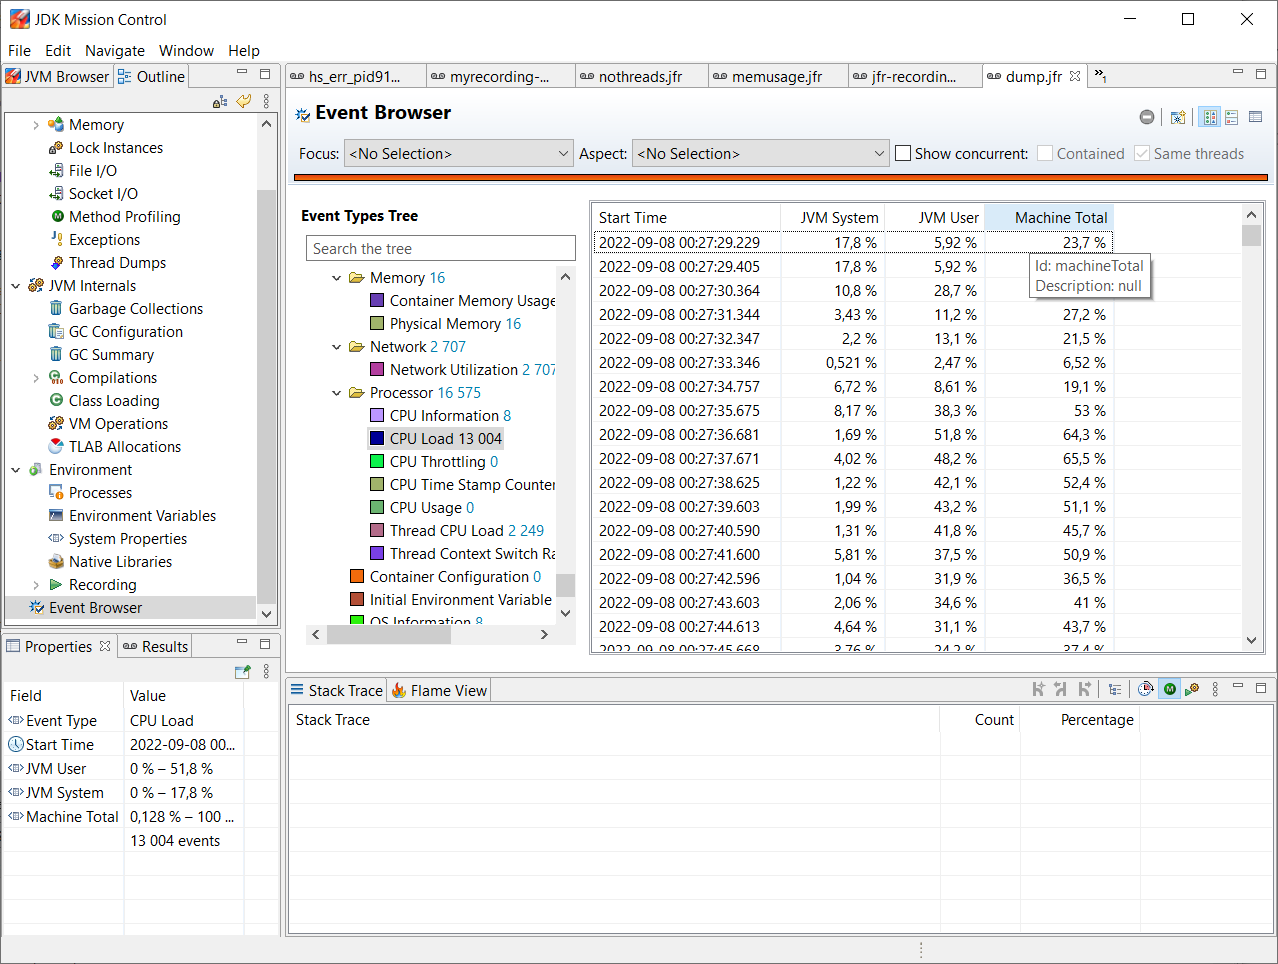 JDK Mission Control
File Edit Navigate Window Help
JVM Browser Outline
Memory
Lock Instances
File I/O
Socket I/O
Method Profiling
Exceptions
Thread Dumps
JVM Internals
Garbage Collections
GC Configuration
GC Summary
Compilations
Class Loading
VM Operations
TLAB Allocations
Environment
Processes
Environment Variables
System Properties
Native Libraries
Recording
Event Browser
Properties Results
Field Value
Event Type CPU Load
Start Time 2022-09-08 00...
JVM User 0 % – 51,8 %
JVM System 0 % – 17,8 %
Machine Total 0,128 % – 100 ...
13 004 events
hs_err_pid91... myrecording-... nothreads.jfr memusage.jfr jfr-recordin... dump.jfr »1
Event Browser
Focus: <No Selection> Aspect: <No Selection> Show concurrent: Contained Same threads
Event Types Tree
Search the tree
Memory 16
Container Memory Usage
Physical Memory 16
Network 2 707
Network Utilization 2 707
Processor 16 575
CPU Information 8
CPU Load 13 004
CPU Throttling 0
CPU Time Stamp Counter
CPU Usage 0
Thread CPU Load 2 249
Thread Context Switch Ra
Container Configuration 0
Initial Environment Variable
OS Information 8
Start Time JVM System JVM User Machine Total
2022-09-08 00:27:29.229 17,8 % 5,92 % 23,7 %
2022-09-08 00:27:29.405 17,8 % 5,92 %
2022-09-08 00:27:30.364 10,8 % 28,7 %
Id: machineTotal
Description: null
2022-09-08 00:27:31.344 3,43 % 11,2 % 27,2 %
2022-09-08 00:27:32.347 2,2 % 13,1 % 21,5 %
2022-09-08 00:27:33.346 0,521 % 2,47 % 6,52 %
2022-09-08 00:27:34.757 6,72 % 8,61 % 19,1 %
2022-09-08 00:27:35.675 8,17 % 38,3 % 53 %
2022-09-08 00:27:36.681 1,69 % 51,8 % 64,3 %
2022-09-08 00:27:37.671 4,02 % 48,2 % 65,5 %
2022-09-08 00:27:38.625 1,22 % 42,1 % 52,4 %
2022-09-08 00:27:39.603 1,99 % 43,2 % 51,1 %
2022-09-08 00:27:40.590 1,31 % 41,8 % 45,7 %
2022-09-08 00:27:41.600 5,81 % 37,5 % 50,9 %
2022-09-08 00:27:42.596 1,04 % 31,9 % 36,5 %
2022-09-08 00:27:43.603 2,06 % 34,6 % 41 %
2022-09-08 00:27:44.613 4,64 % 31,1 % 43,7 %
2022-09-08 00:27:45.668 3,76 % 24,2 % 37,4 %
Stack Trace Flame View
Stack Trace Count Percentage